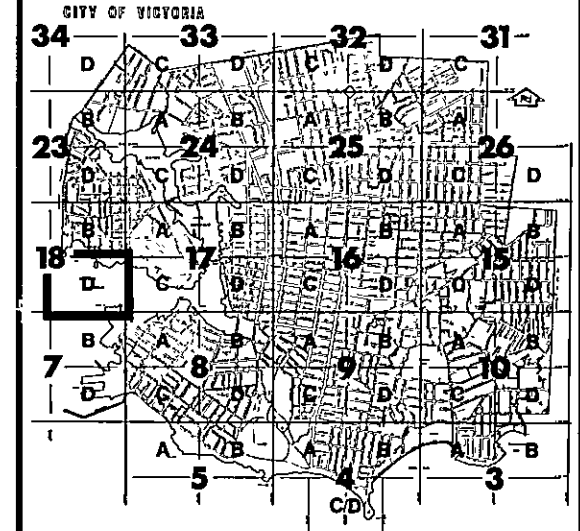 CITY OF VICTORIA
34 33 32 31
D C D C D C
B A B A B A
23 24 25 26
D C D C D C D
B A B A B A B
18 17 16 15
D C D C D C D
B A B A B A B
7 8 9 10
D C D C D C D
A B A B A B
5 4 3
C/D